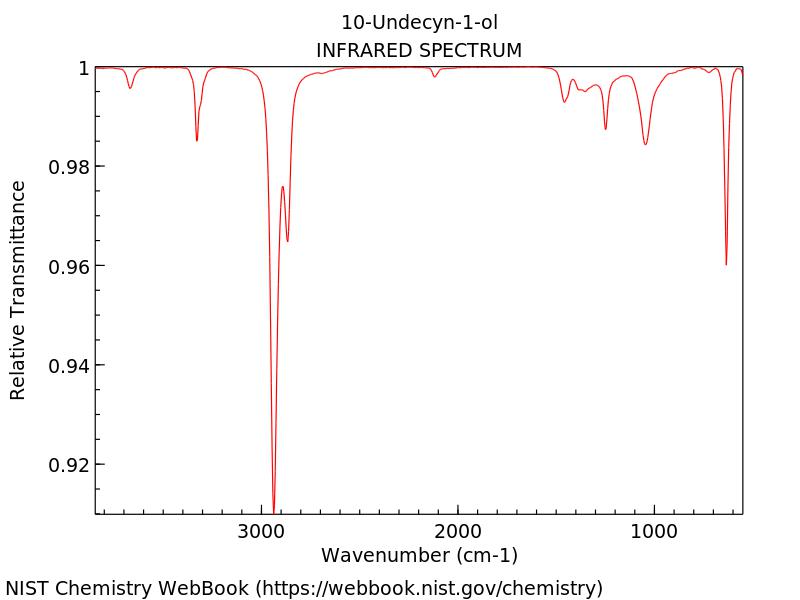 10-Undecyn-1-ol
INFRARED SPECTRUM
1
0.98
0.96
0.94
0.92
Relative Transmittance
3000 2000 1000
Wavenumber (cm-1)
NIST Chemistry WebBook (https://webbook.nist.gov/chemistry)